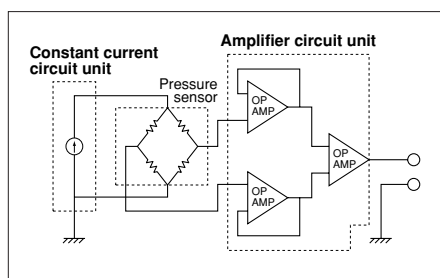 Constant current
circuit unit
Amplifier circuit unit
Pressure
sensor
OP
AMP
OP
AMP
OP
AMP